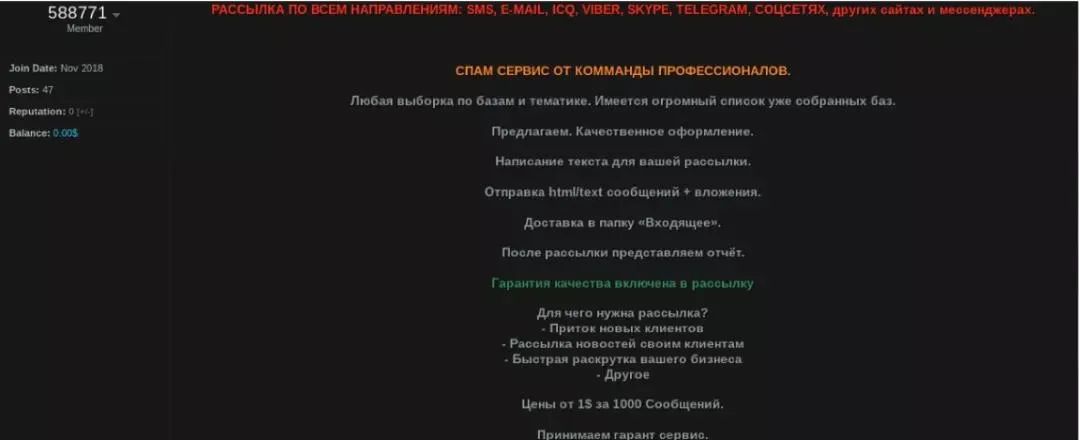 588771
Member
Join Date: Nov 2018
Posts: 47
Reputation: 0 [+/-]
Balance: 0.00$
РАССЫЛКА ПО ВСЕМ НАПРАВЛЕНИЯМ: SMS, E-MAIL, ICQ, VIBER, SKYPE, TELEGRAM, СОЦСЕТЯХ, других сайтах и мессенджерах.
СПАМ СЕРВИС ОТ КОММАНДЫ ПРОФЕССИОНАЛОВ.
Любая выборка по базам и тематике. Имеется огромный список уже собранных баз.
Предлагаем. Качественное оформление.
Написание текста для вашей рассылки.
Отправка html/text сообщений + вложения.
Доставка в папку «Входящее».
После рассылки представляем отчёт.
Гарантия качества включена в рассылку
Для чего нужна рассылка?
- Приток новых клиентов
- Рассылка новостей своим клиентам
- Быстрая раскрутка вашего бизнеса
- Другое
Цены от 1$ за 1000 Сообщений.
Принимаем гарант сервис.